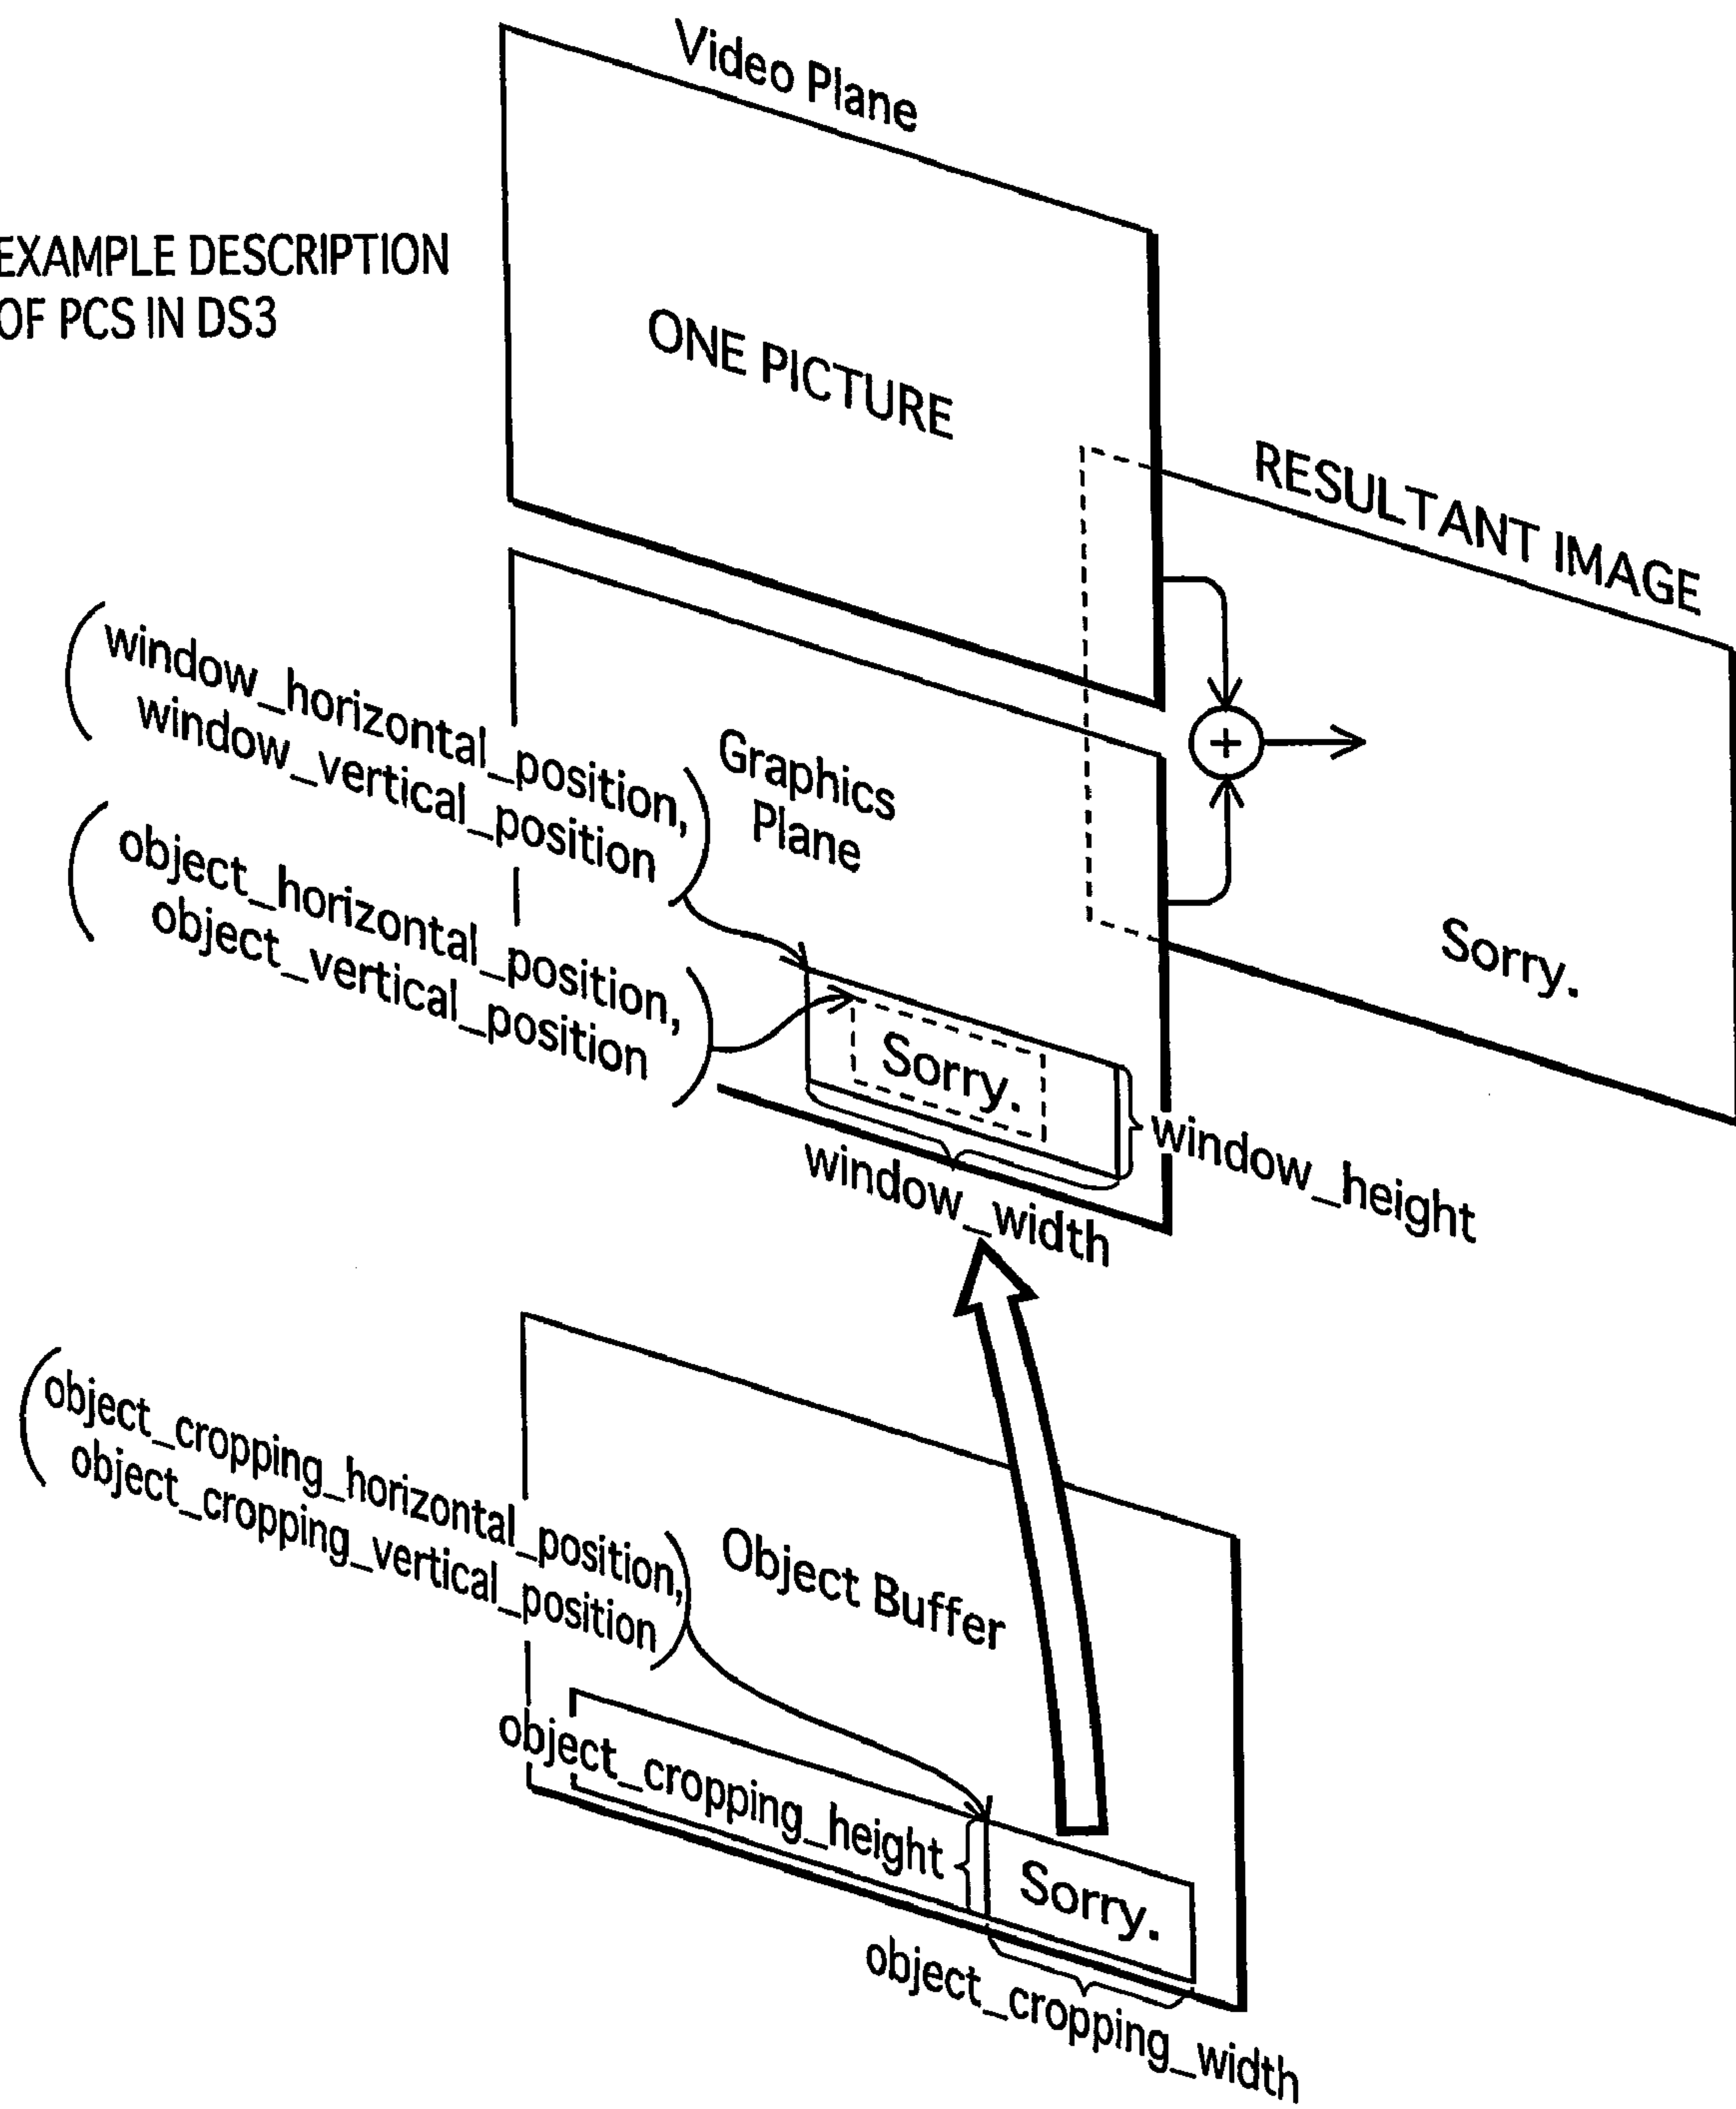 Video Plane
EXAMPLE DESCRIPTION
OF PCS IN DS3
ONE PICTURE
RESULTANT IMAGE
(window_horizontal_position,
window_vertical_position)
Graphics
Plane
(object_horizontal_position,
object_vertical_position)
Sorry.
Sorry.
window_height
window_width
(object_cropping_horizontal_position,
object_cropping_vertical_position)
Object Buffer
object_cropping_height
Sorry.
object_cropping_width